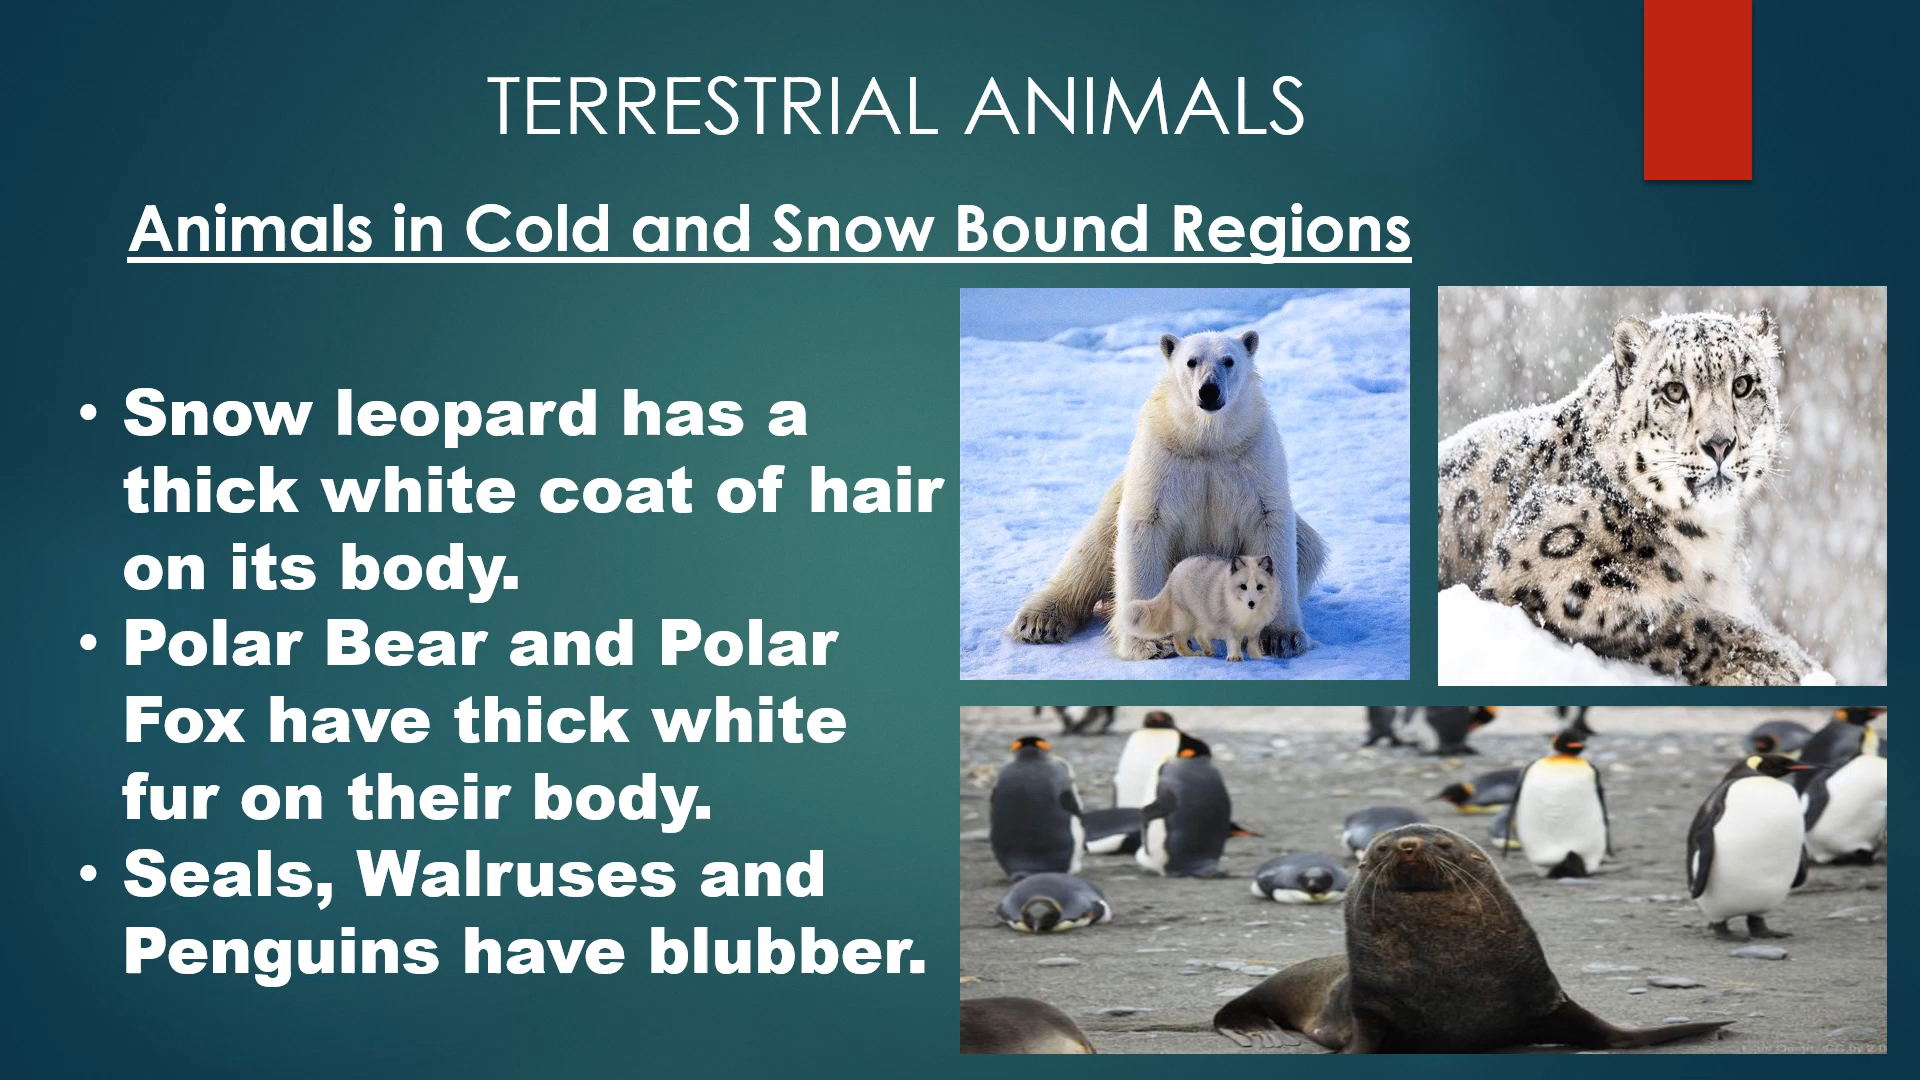 TERRESTRIAL ANIMALS
Animals in Cold and Snow Bound Regions
• Snow leopard has a
thick white coat of hair
on its body.
• Polar Bear and Polar
Fox have thick white
fur on their body.
• Seals, Walruses and
Penguins have blubber.